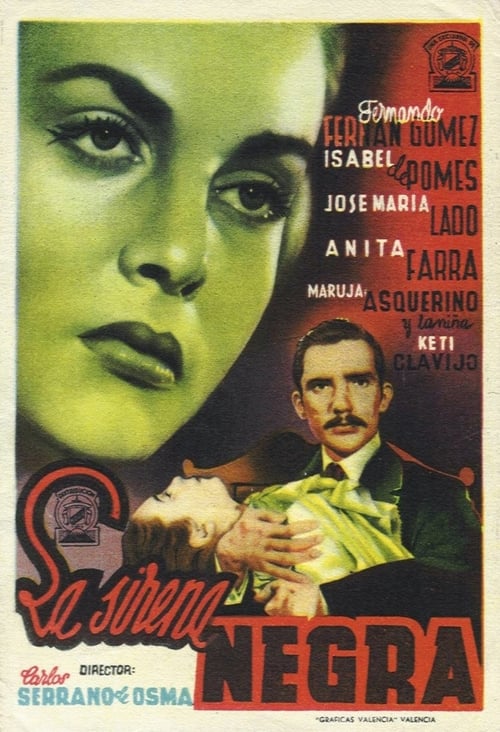 Fernando
FERNAN GOMEZ
ISABEL de POMES
JOSE MARIA LADO
ANITA FARRA
MARUJA ASQUERINO
y la niña
KETI CLAVIJO
La sirena
NEGRA
DIRECTOR:
Carlos
SERRANO de OSMA
"GRAFICAS VALENCIA" VALENCIA